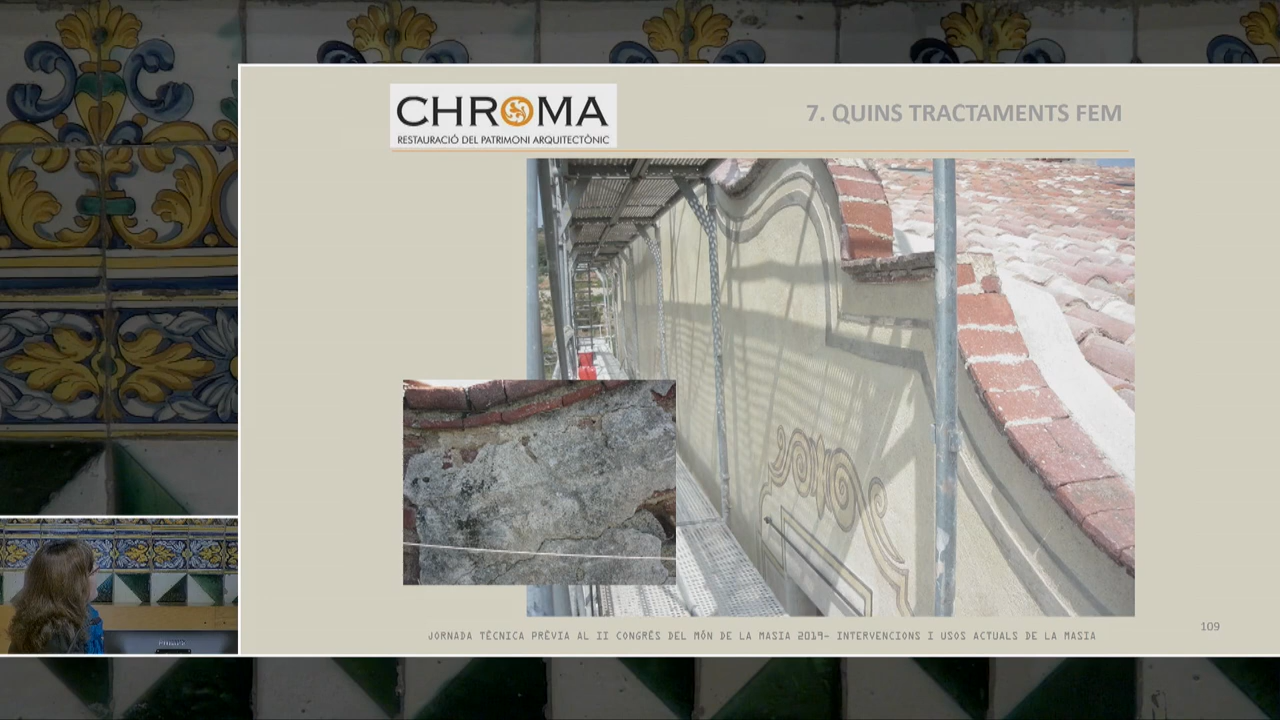 CHROMA
RESTAURACIÓ DEL PATRIMONI ARQUITECTÒNIC
7. QUINS TRACTAMENTS FEM
JORNADA TÈCNICA PRÈVIA AL II CONGRÉS DEL MÓN DE LA MASIA 2019- INTERVENCIONS I USOS ACTUALS DE LA MASIA
109